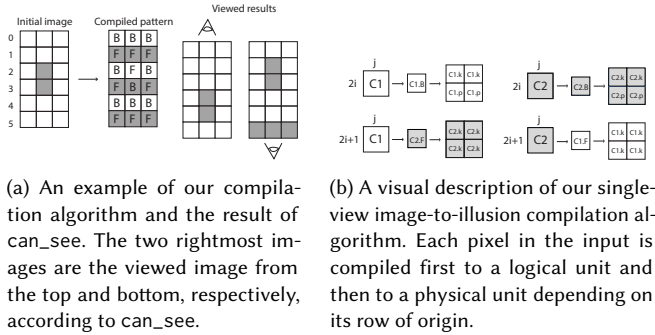 Initial image Compiled pattern Viewed results
0 B B B
1 F F F
2 B F B
3 F B F
4 B B B
5 F F F
j j
2i C1 C1.B C1.k C1.k 2i C2 C2.B C2.k C2.k
C1.p C1.p C2.p C2.p
j j
2i+1 C1 C2.F C2.k C2.k 2i+1 C2 C1.F C1.k C1.k
C2.k C2.k C1.k C1.k
(a) An example of our compila-
tion algorithm and the result of
can_see. The two rightmost im-
ages are the viewed image from
the top and bottom, respectively,
according to can_see.
(b) A visual description of our single-
view image-to-illusion compilation al-
gorithm. Each pixel in the input is
compiled first to a logical unit and
then to a physical unit depending on
its row of origin.